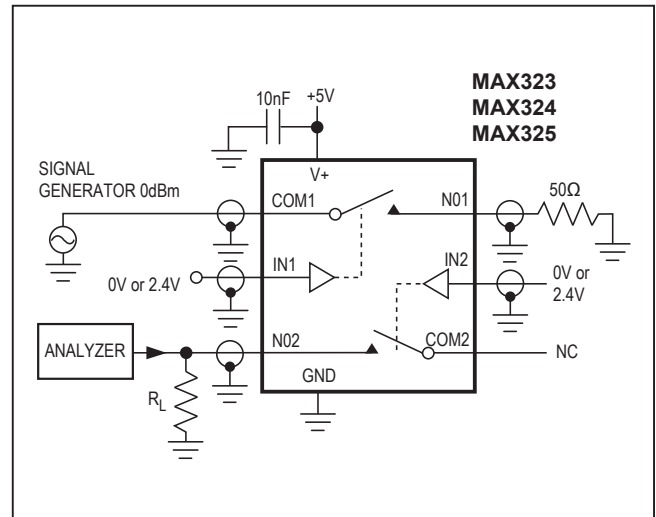 MAX323
MAX324
MAX325
10nF
+5V
V+
SIGNAL
GENERATOR 0dBm
COM1
N01
50Ω
IN1
IN2
0V or 2.4V
0V or
2.4V
ANALYZER
N02
COM2
NC
RL
GND